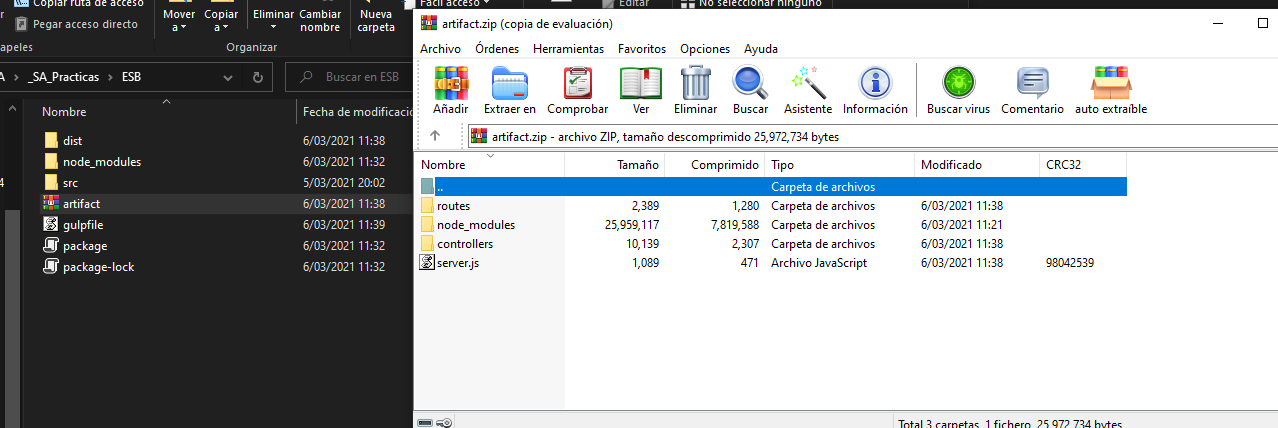 Copiar ruta de acceso
Pegar acceso directo
Mover a
Copiar a
Eliminar
Cambiar nombre
Nueva carpeta
Fácil acceso
Editar
No seleccionar ninguno
Organizar
_SA_Practicas > ESB
Buscar en ESB
Nombre Fecha de modificació
dist 6/03/2021 11:38
node_modules 6/03/2021 11:32
src 5/03/2021 20:02
artifact 6/03/2021 11:38
gulpfile 6/03/2021 11:39
package 6/03/2021 11:32
package-lock 6/03/2021 11:32
artifact.zip (copia de evaluación)
Archivo Órdenes Herramientas Favoritos Opciones Ayuda
Añadir Extraer en Comprobar Ver Eliminar Buscar Asistente Información Buscar virus Comentario auto extraíble
artifact.zip - archivo ZIP, tamaño descomprimido 25,972,734 bytes
Nombre Tamaño Comprimido Tipo Modificado CRC32
.. Carpeta de archivos
routes 2,389 1,280 Carpeta de archivos 6/03/2021 11:38
node_modules 25,959,117 7,819,588 Carpeta de archivos 6/03/2021 11:21
controllers 10,139 2,307 Carpeta de archivos 6/03/2021 11:38
server.js 1,089 471 Archivo JavaScript 6/03/2021 11:38 98042539
Total 3 carpetas, 1 fichero, 25,972,734 bytes